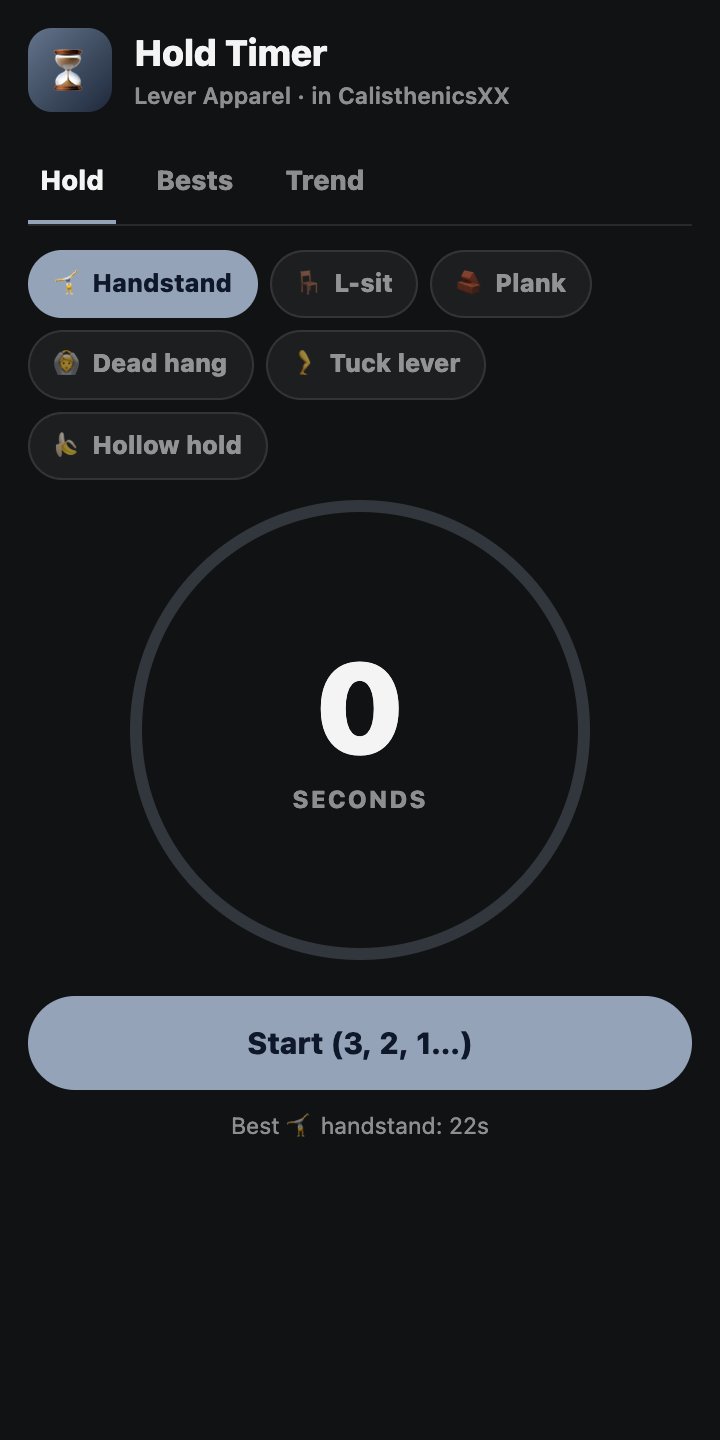 Hold Timer
Lever Apparel · in CalisthenicsXX
Hold Bests Trend
Handstand L-sit Plank
Dead hang Tuck lever
Hollow hold
0
SECONDS
Start (3, 2, 1...)
Best handstand: 22s